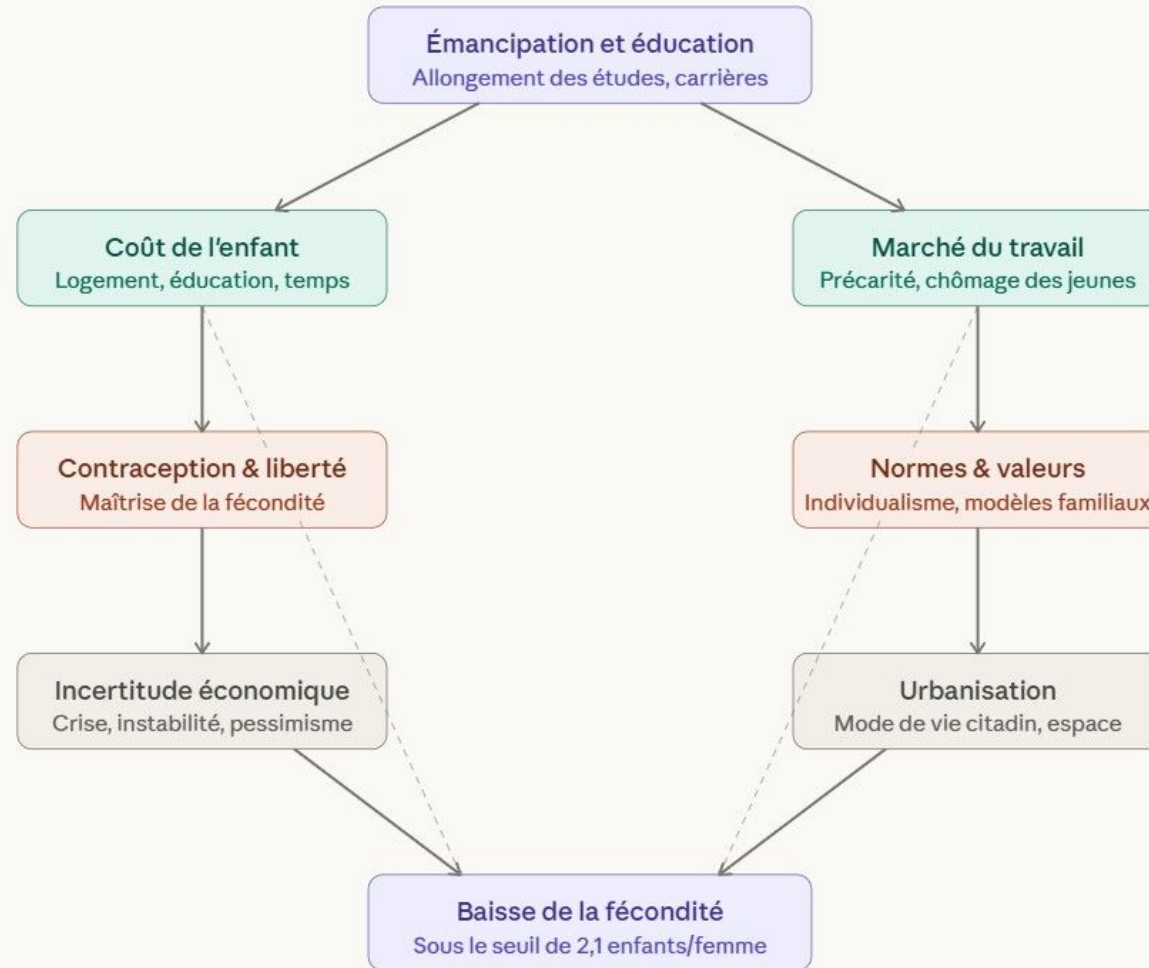 Émancipation et éducation
Allongement des études, carrières
Coût de l'enfant
Logement, éducation, temps
Marché du travail
Précarité, chômage des jeunes
Contraception & liberté
Maîtrise de la fécondité
Normes & valeurs
Individualisme, modèles familiaux
Incertitude économique
Crise, instabilité, pessimisme
Urbanisation
Mode de vie citadin, espace
Baisse de la fécondité
Sous le seuil de 2,1 enfants/femme